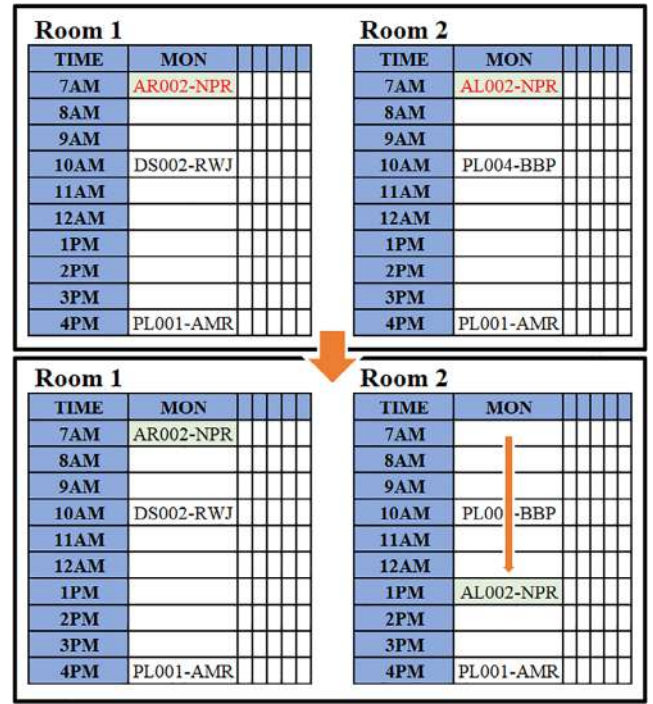 Room 1 Room 2
TIME MON TIME MON
7AM AR002-NPR 7AM AL002-NPR
8AM 8AM
9AM 9AM
10AM DS002-RWJ 10AM PL004-BBP
11AM 11AM
12AM 12AM
1PM 1PM
2PM 2PM
3PM 3PM
4PM PL001-AMR 4PM PL001-AMR
Room 1 Room 2
TIME MON TIME MON
7AM AR002-NPR 7AM
8AM 8AM
9AM 9AM
10AM DS002-RWJ 10AM PL00 -BBP
11AM 11AM
12AM 12AM
1PM 1PM AL002-NPR
2PM 2PM
3PM 3PM
4PM PL001-AMR 4PM PL001-AMR